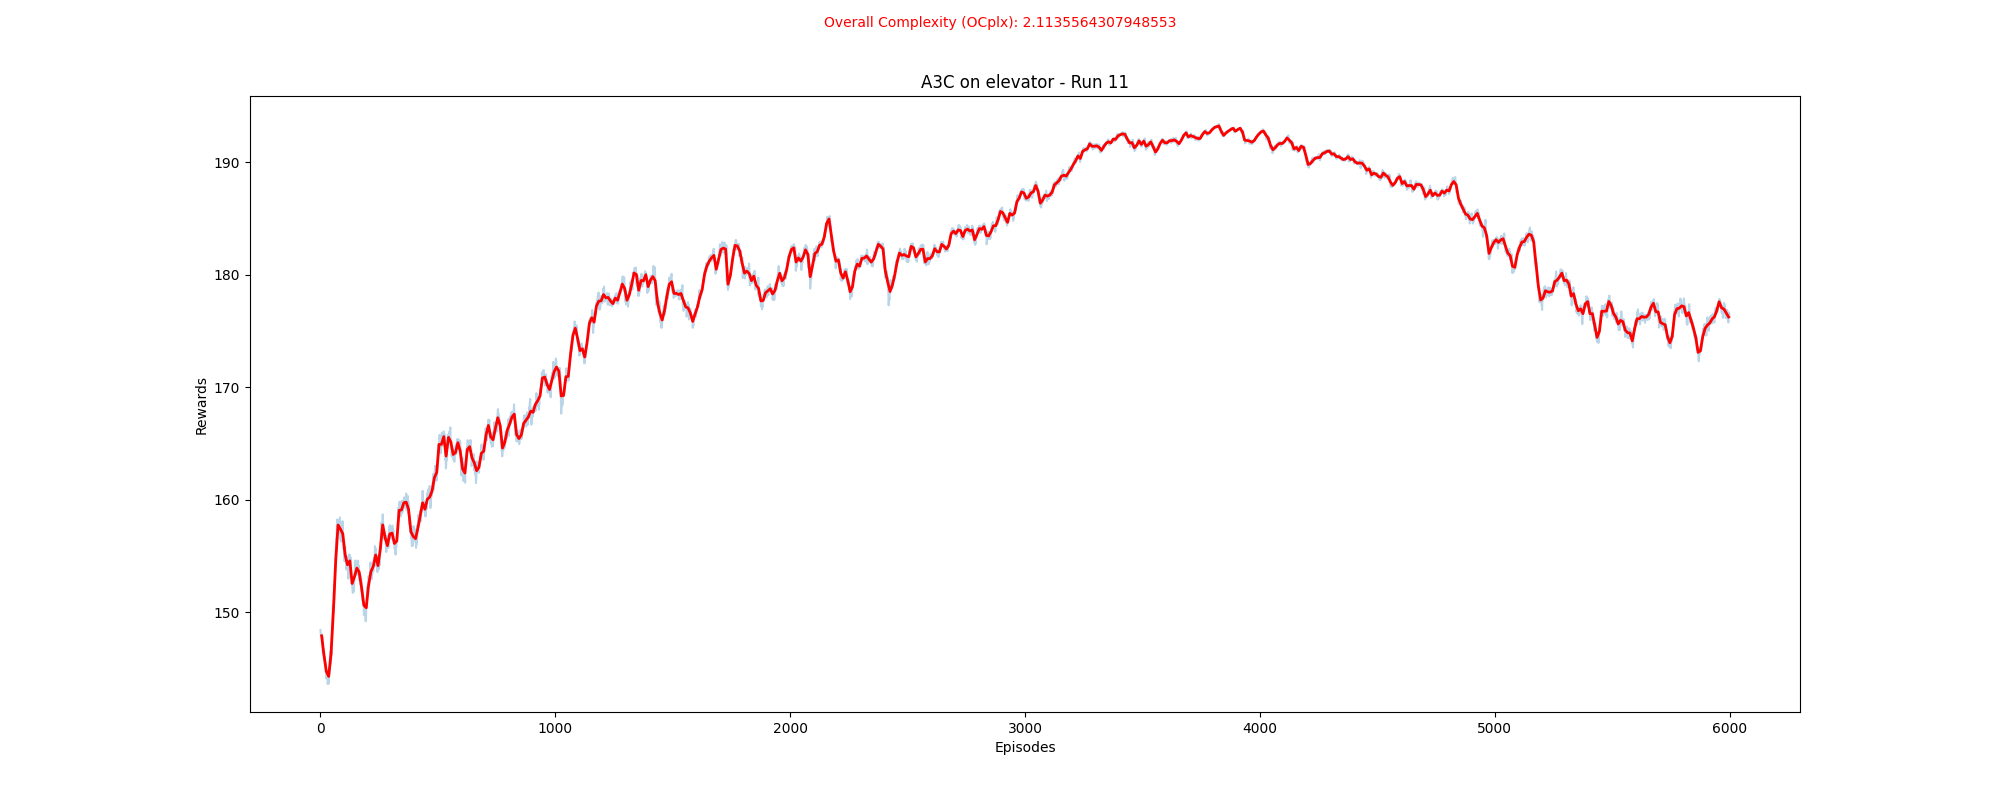 Overall Complexity (OCplx): 2.1135564307948553
A3C on elevator - Run 11
Rewards
190
180
170
160
150
0 1000 2000 3000 4000 5000 6000
Episodes